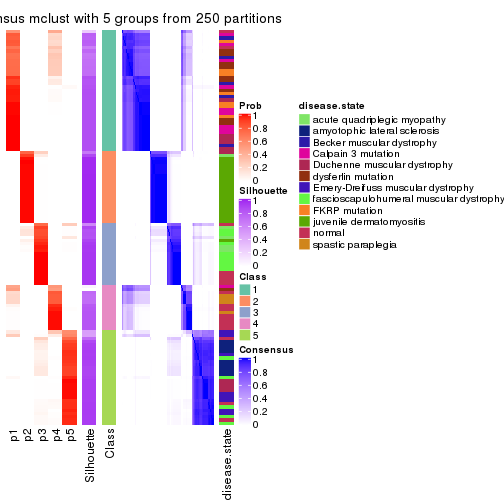 nsus mclust with 5 groups from 250 partitions
Prob
1
0.8
0.6
0.4
0.2
0
Silhouette
1
0.8
0.6
0.4
0.2
0
Class
1
2
3
4
5
Consensus
1
0.8
0.6
0.4
0.2
0
disease.state
acute quadriplegic myopathy
amyotophic lateral sclerosis
Becker muscular dystrophy
Calpain 3 mutation
Duchenne muscular dystrophy
dysferlin mutation
Emery-Dreifuss muscular dystrophy
fascioscapulohumeral muscular dystrophy
FKRP mutation
juvenile dermatomyositis
normal
spastic paraplegia
p1
p2
p3
p4
p5
Silhouette
Class
disease.state